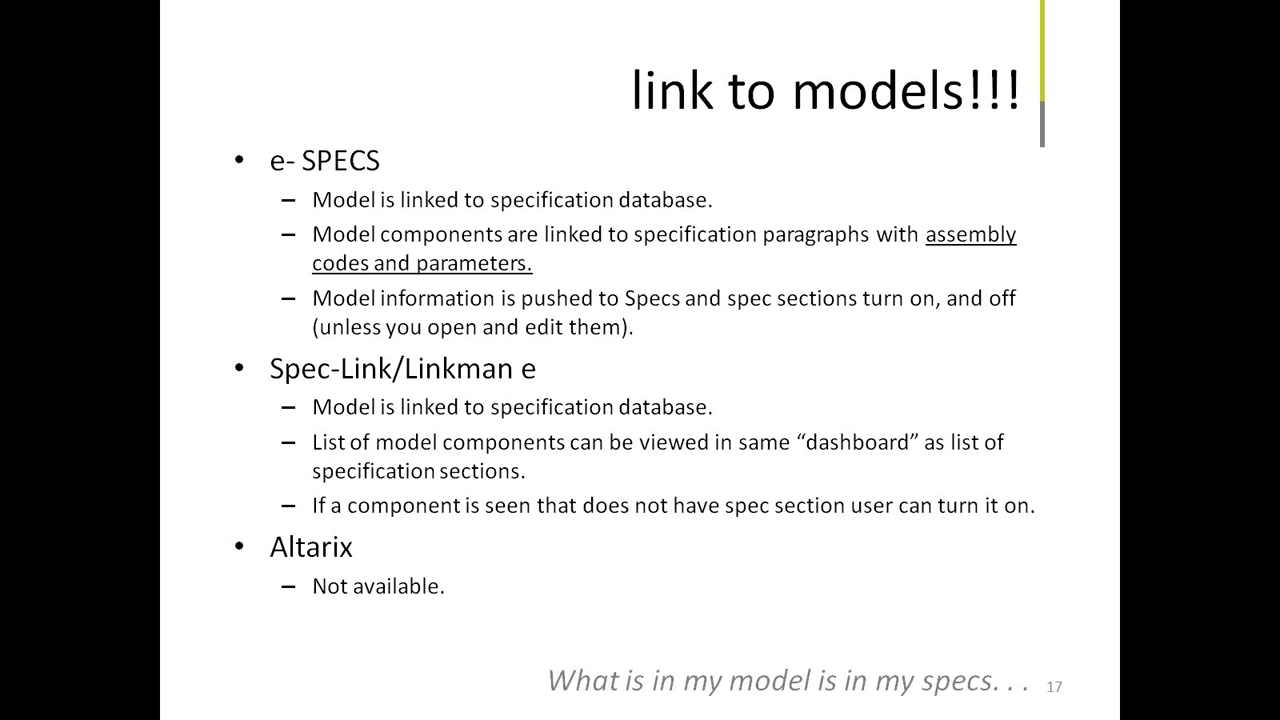 link to models!!!
• e- SPECS
– Model is linked to specification database.
– Model components are linked to specification paragraphs with assembly
codes and parameters.
– Model information is pushed to Specs and spec sections turn on, and off
(unless you open and edit them).
• Spec-Link/Linkman e
– Model is linked to specification database.
– List of model components can be viewed in same “dashboard” as list of
specification sections.
– If a component is seen that does not have spec section user can turn it on.
• Altarix
– Not available.
What is in my model is in my specs. . .
17